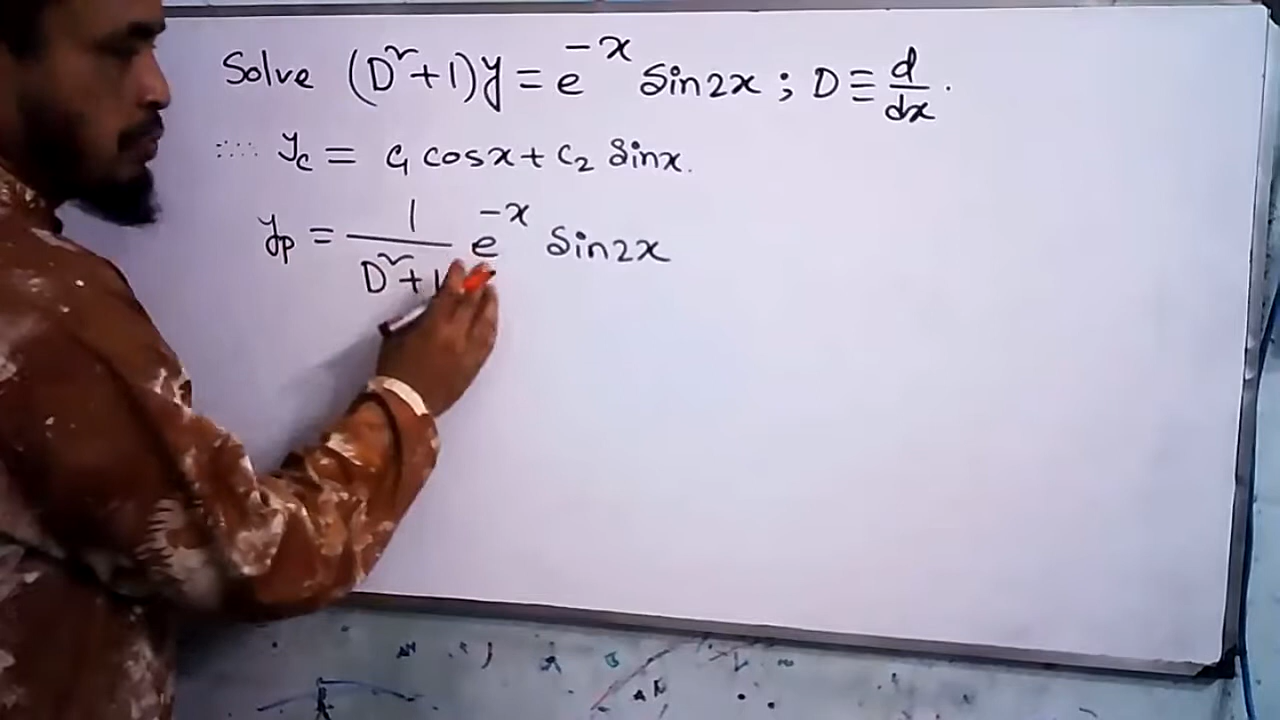 Solve (D²+1)y = e^{-x} sin2x ; D ≡ d/dx .
∴ y_c = c₁ cosx + c₂ sinx.
y_p = 1/(D²+1) e^{-x} sin2x